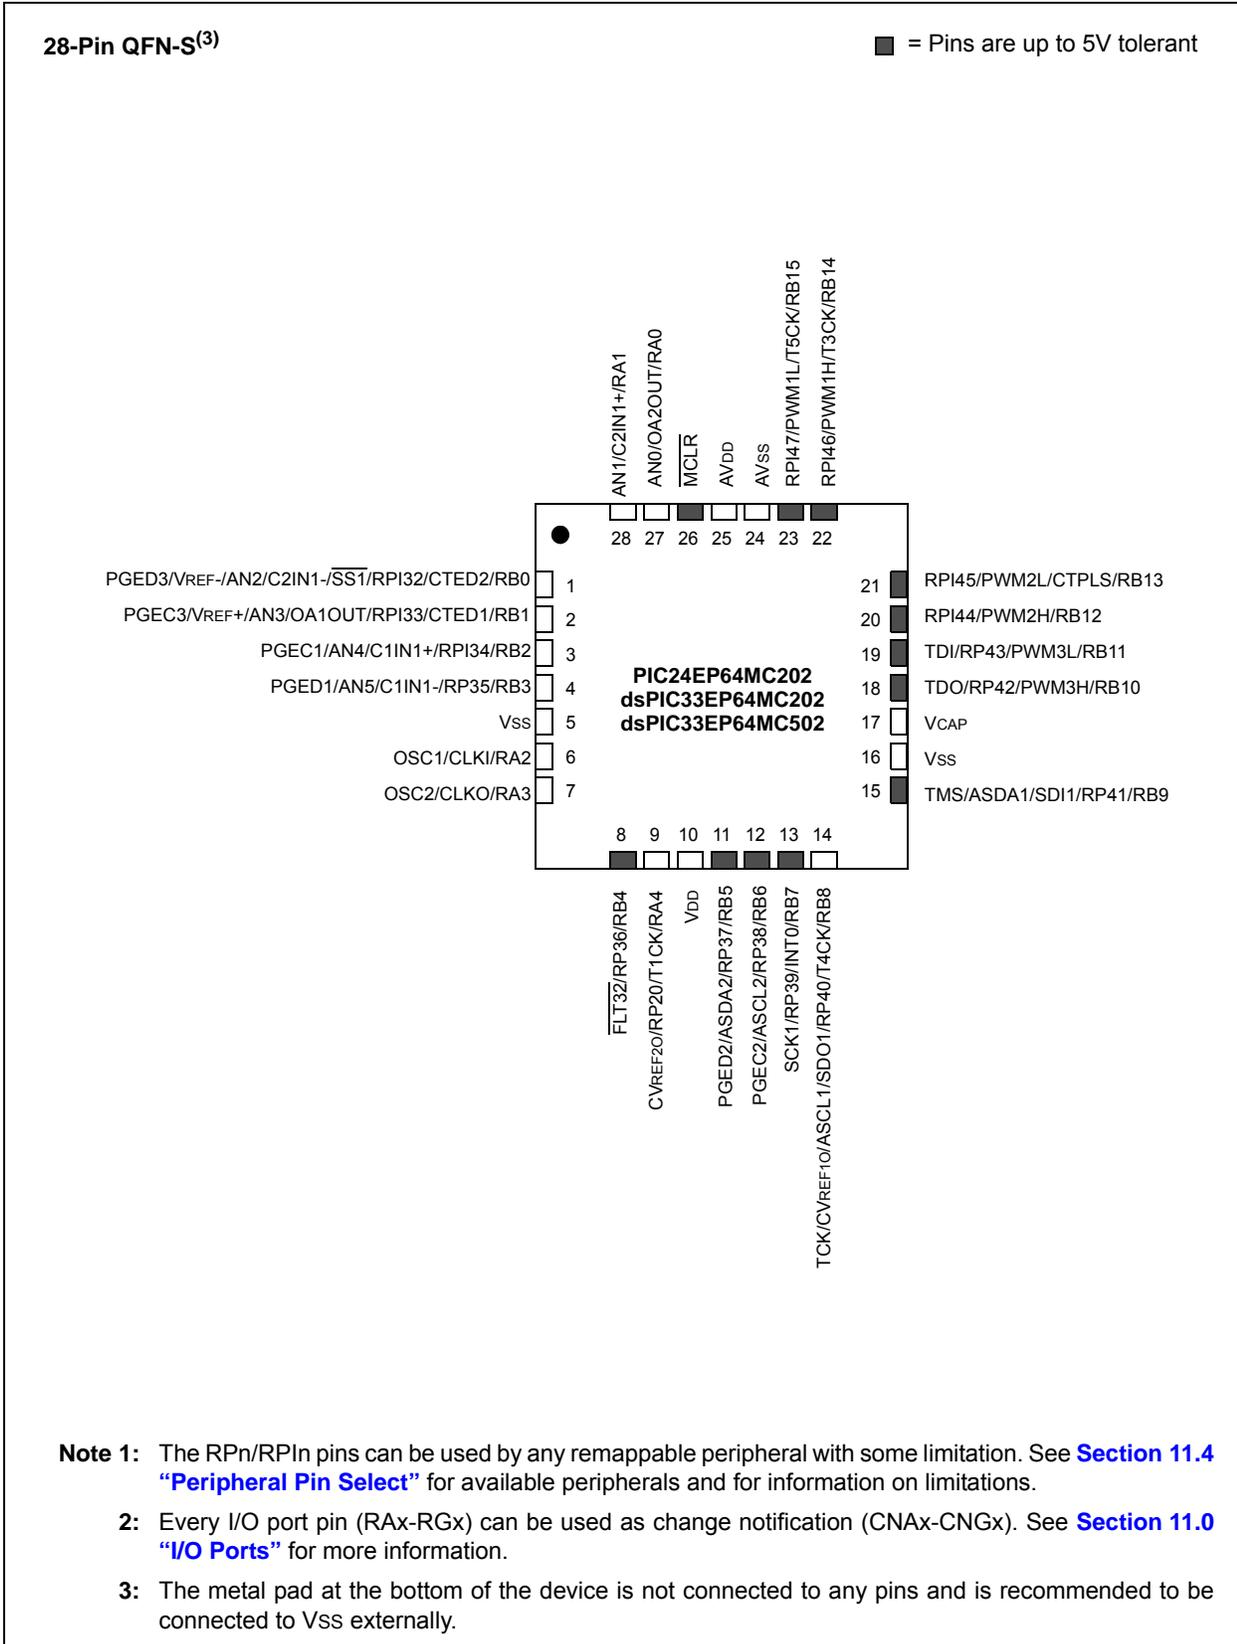 28-Pin QFN-S(3)
= Pins are up to 5V tolerant
AN1/C2IN1+/RA1
AN0/OA2OUT/RA0
MCLR
AVDD
AVSS
RPI47/PWM1L/T5CK/RB15
RPI46/PWM1H/T3CK/RB14
28 27 26 25 24 23 22
PGED3/VREF-/AN2/C2IN1-/SS1/RPI32/CTED2/RB0 1
PGEC3/VREF+/AN3/OA1OUT/RPI33/CTED1/RB1 2
PGEC1/AN4/C1IN1+/RPI34/RB2 3
PGED1/AN5/C1IN1-/RP35/RB3 4
VSS 5
OSC1/CLKI/RA2 6
OSC2/CLKO/RA3 7
PIC24EP64MC202
dsPIC33EP64MC202
dsPIC33EP64MC502
21 RPI45/PWM2L/CTPLS/RB13
20 RPI44/PWM2H/RB12
19 TDI/RP43/PWM3L/RB11
18 TDO/RP42/PWM3H/RB10
17 VCAP
16 VSS
15 TMS/ASDA1/SDI1/RP41/RB9
8 9 10 11 12 13 14
FLT32/RP36/RB4
CVREF2O/RP20/T1CK/RA4
VDD
PGED2/ASDA2/RP37/RB5
PGEC2/ASCL2/RP38/RB6
SCK1/RP39/INT0/RB7
TCK/CVREF1O/ASCL1/SDO1/RP40/T4CK/RB8
Note 1: The RPn/RPIn pins can be used by any remappable peripheral with some limitation. See Section 11.4
“Peripheral Pin Select” for available peripherals and for information on limitations.
2: Every I/O port pin (RAx-RGx) can be used as change notification (CNAx-CNGx). See Section 11.0
“I/O Ports” for more information.
3: The metal pad at the bottom of the device is not connected to any pins and is recommended to be
connected to VSS externally.